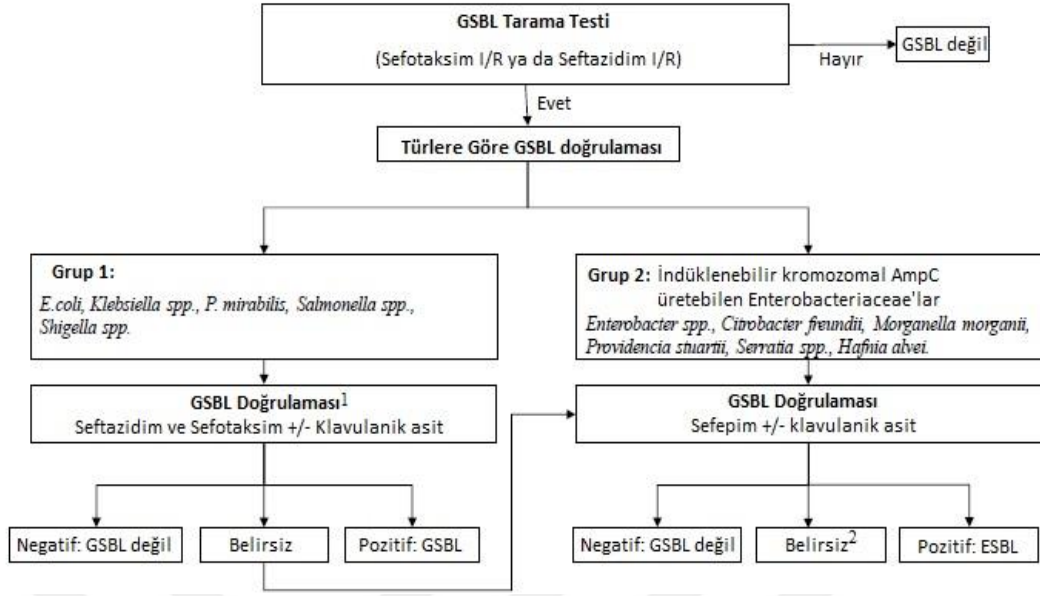 GSBL Tarama Testi
(Sefotaksim I/R ya da Seftazidim I/R)
Hayır
GSBL değil
Evet
Türlere Göre GSBL doğrulaması
Grup 1:
E.coli, Klebsiella spp., P. mirabilis, Salmonella spp.,
Shigella spp.
Grup 2: İndüklenebilir kromozomal AmpC
üretebilen Enterobacteriaceae'lar
Enterobacter spp., Citrobacter freundii, Morganella morganii,
Providencia stuartii, Serratia spp., Hafnia alvei.
GSBL Doğrulaması1
Seftazidim ve Sefotaksim +/- Klavulanik asit
GSBL Doğrulaması
Sefepim +/- klavulanik asit
Negatif: GSBL değil
Belirsiz
Pozitif: GSBL
Negatif: GSBL değil
Belirsiz2
Pozitif: ESBL